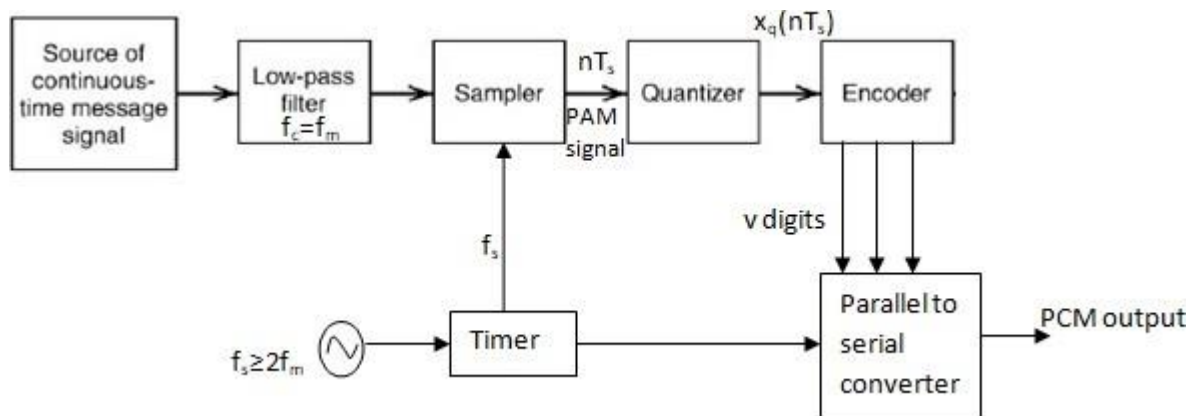 Source of
continuous-
time message
signal
Low-pass
filter
f_c=f_m
Sampler
nT_s
PAM
signal
Quantizer
x_q(nT_s)
Encoder
v digits
f_s
f_s≥2f_m
Timer
Parallel to
serial
converter
PCM output